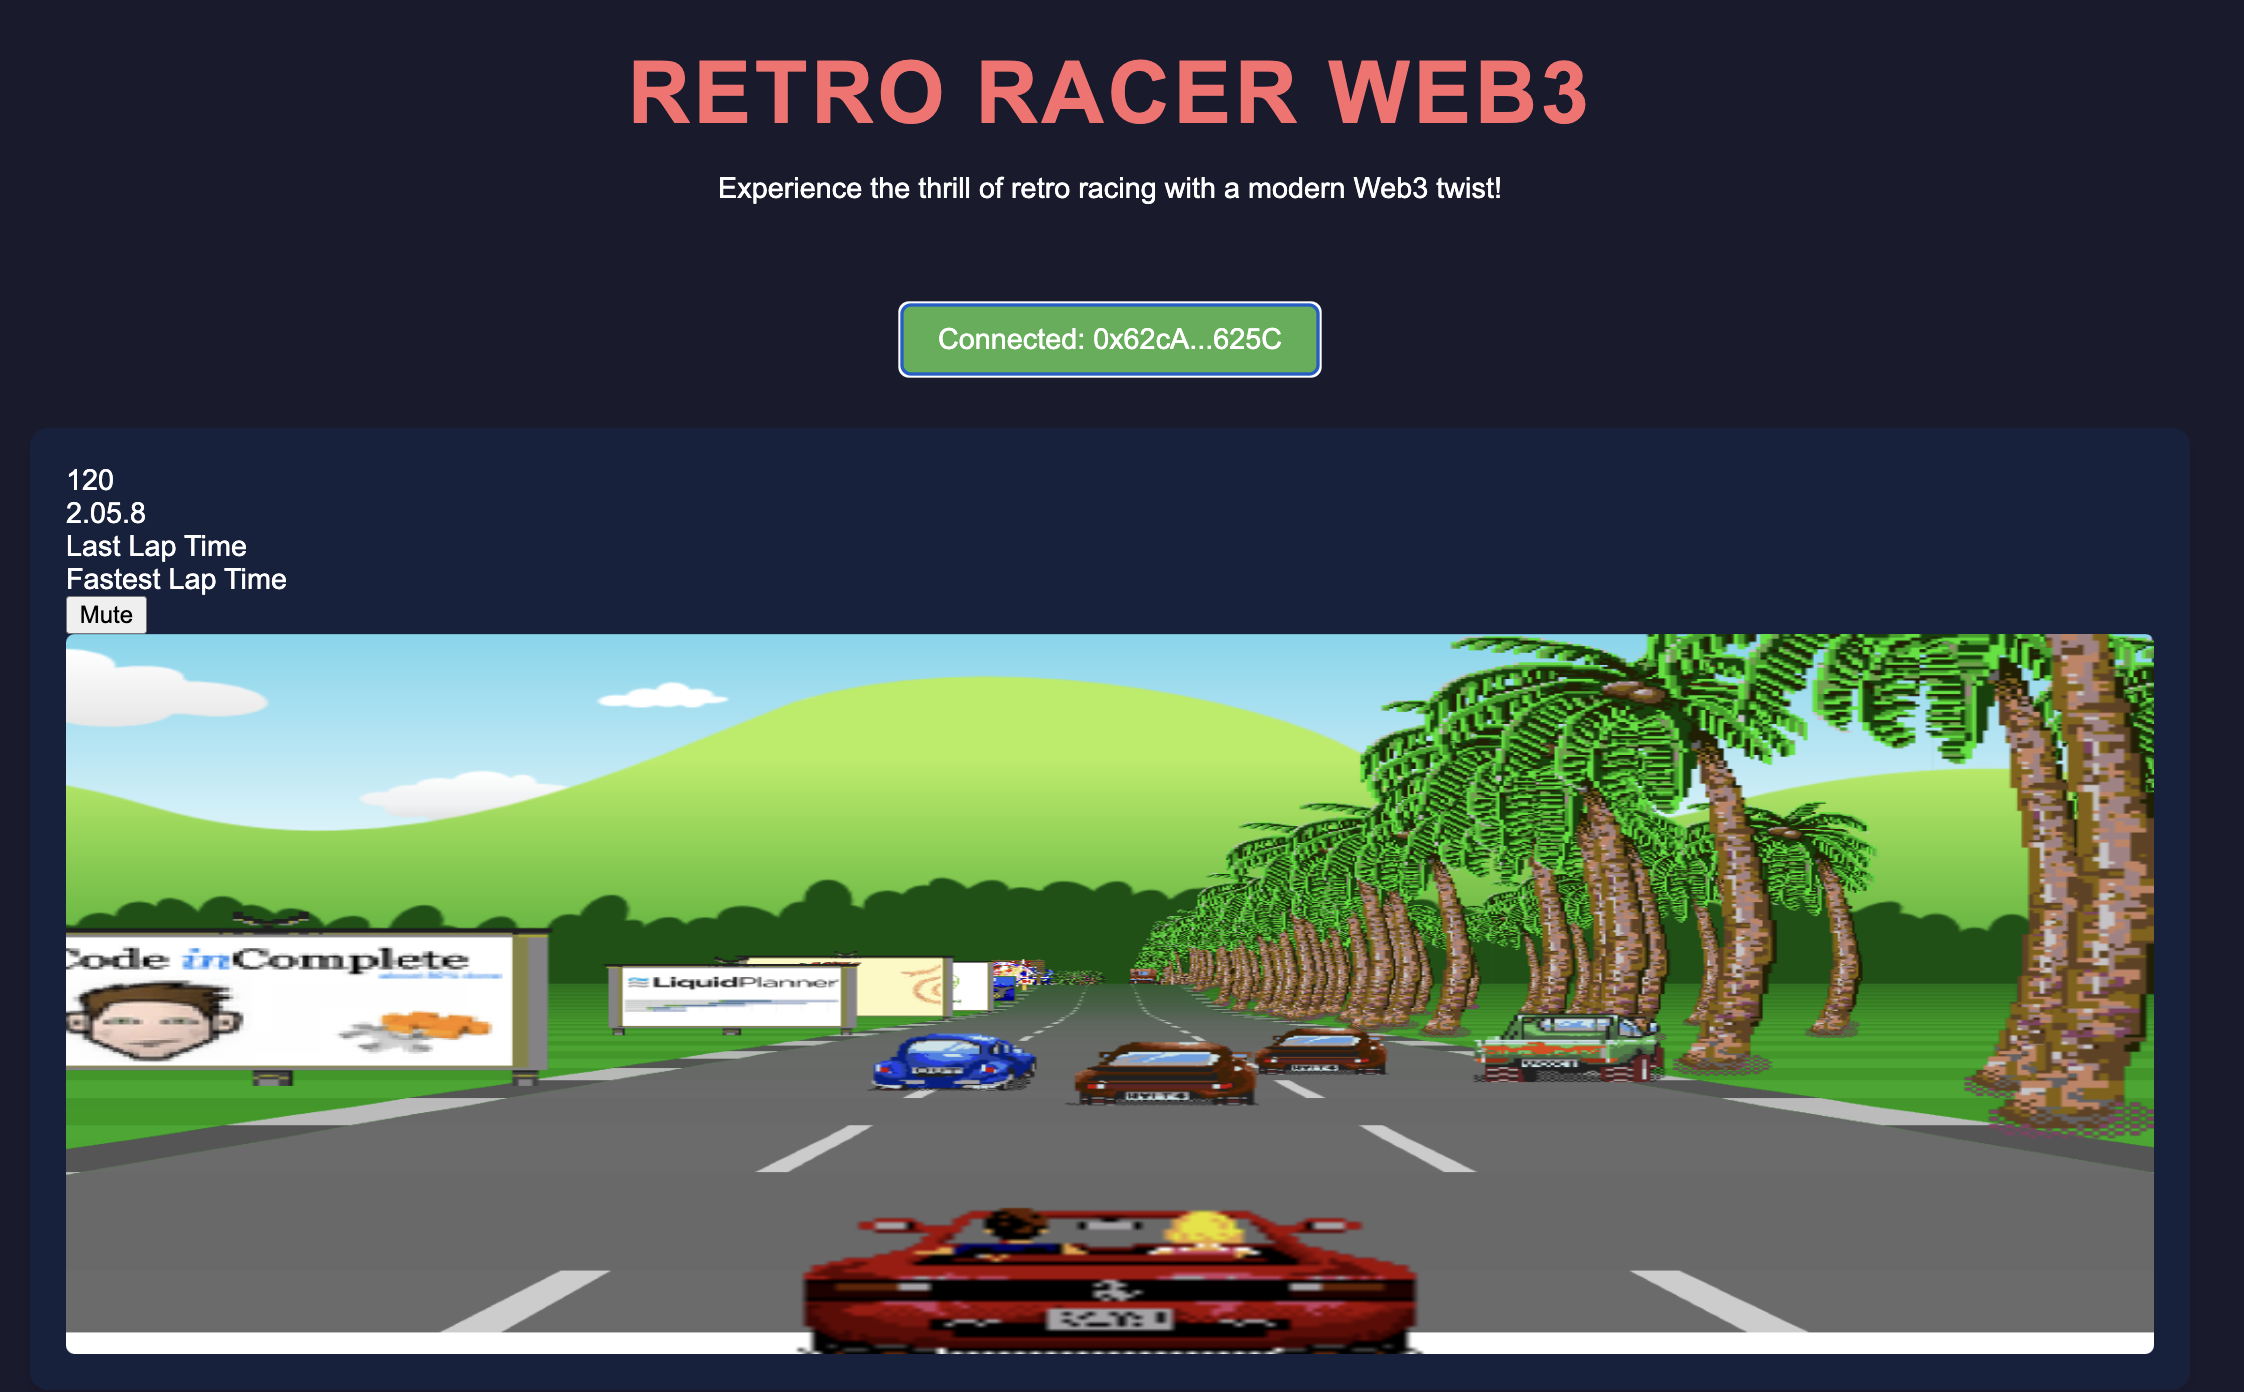 RETRO RACER WEB3
Experience the thrill of retro racing with a modern Web3 twist!
Connected: 0x62cA...625C
120
2.05.8
Last Lap Time
Fastest Lap Time
Mute
Code inComplete
LiquidPlanner